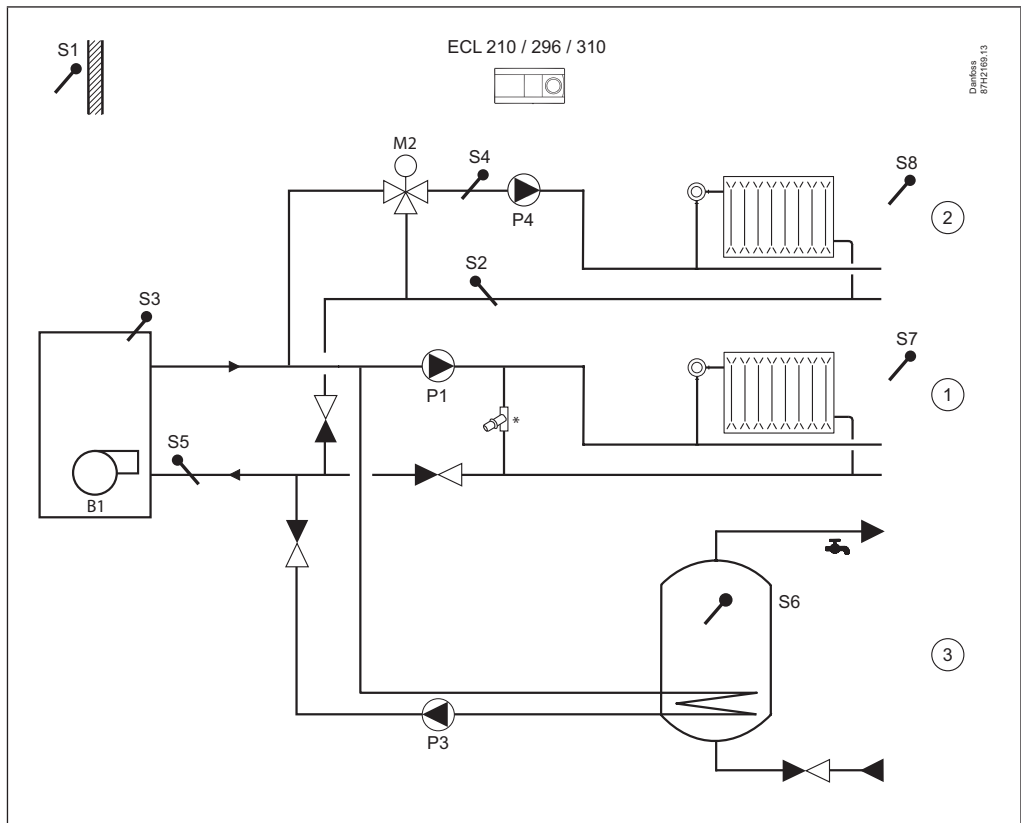 S1
ECL 210 / 296 / 310
Danfoss
87H2169.13
M2
S4
S8
P4
2
S2
S3
S7
P1
1
*
S5
B1
S6
3
P3